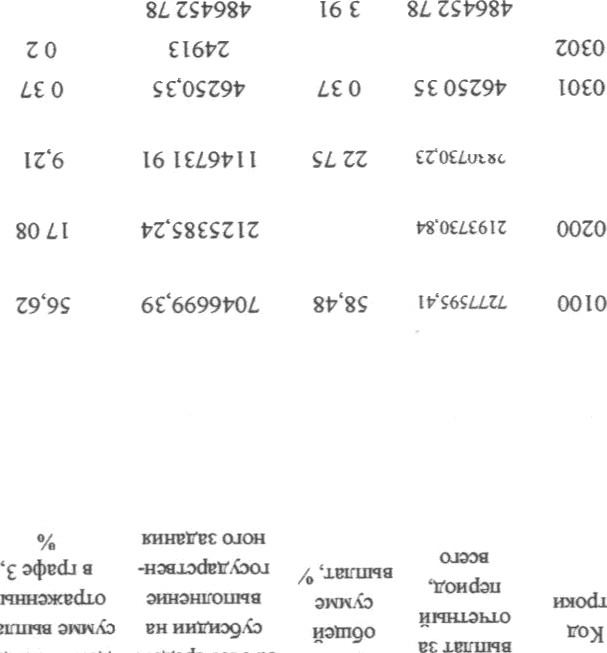 выплат за
Код отчетный общей субсидии на сумме выпла
троки период, сумме выполнение отраженны
всего выплат, % государствен- в графе 3,
ного задания %
0100 7277595,41 58,48 7046699,39 56,62
0200 2193730,84 2125385,24 17 08
22 75 1146731 91 9,21
0301 46250 35 0 37 46250,35 0 37
0302 24913 0 2
486452 78 3 91 486452 78